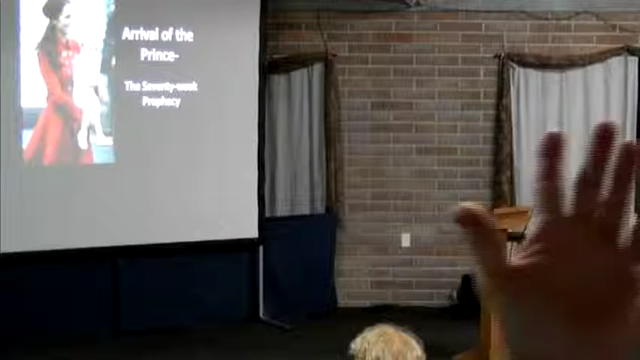 Arrival of the
Prince-
The Seventy-week
Prophecy